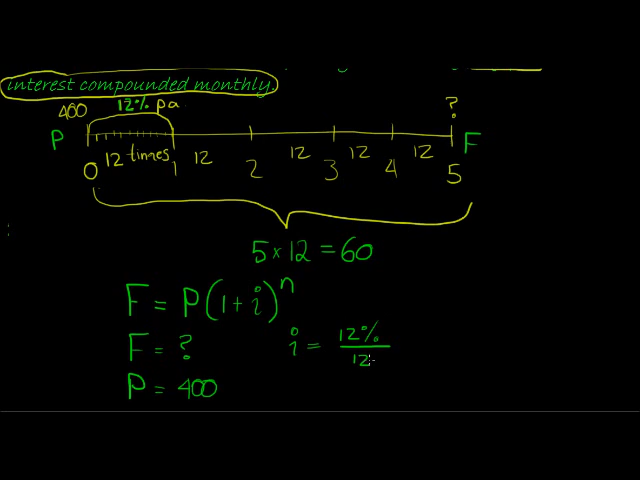 interest compounded monthly.
400 12% pa ?
P F
12 times 12 12 12 12
0 1 2 3 4 5
5 × 12 = 60
F = P(1 + i)^n
F = ? i = 12%/12
P = 400